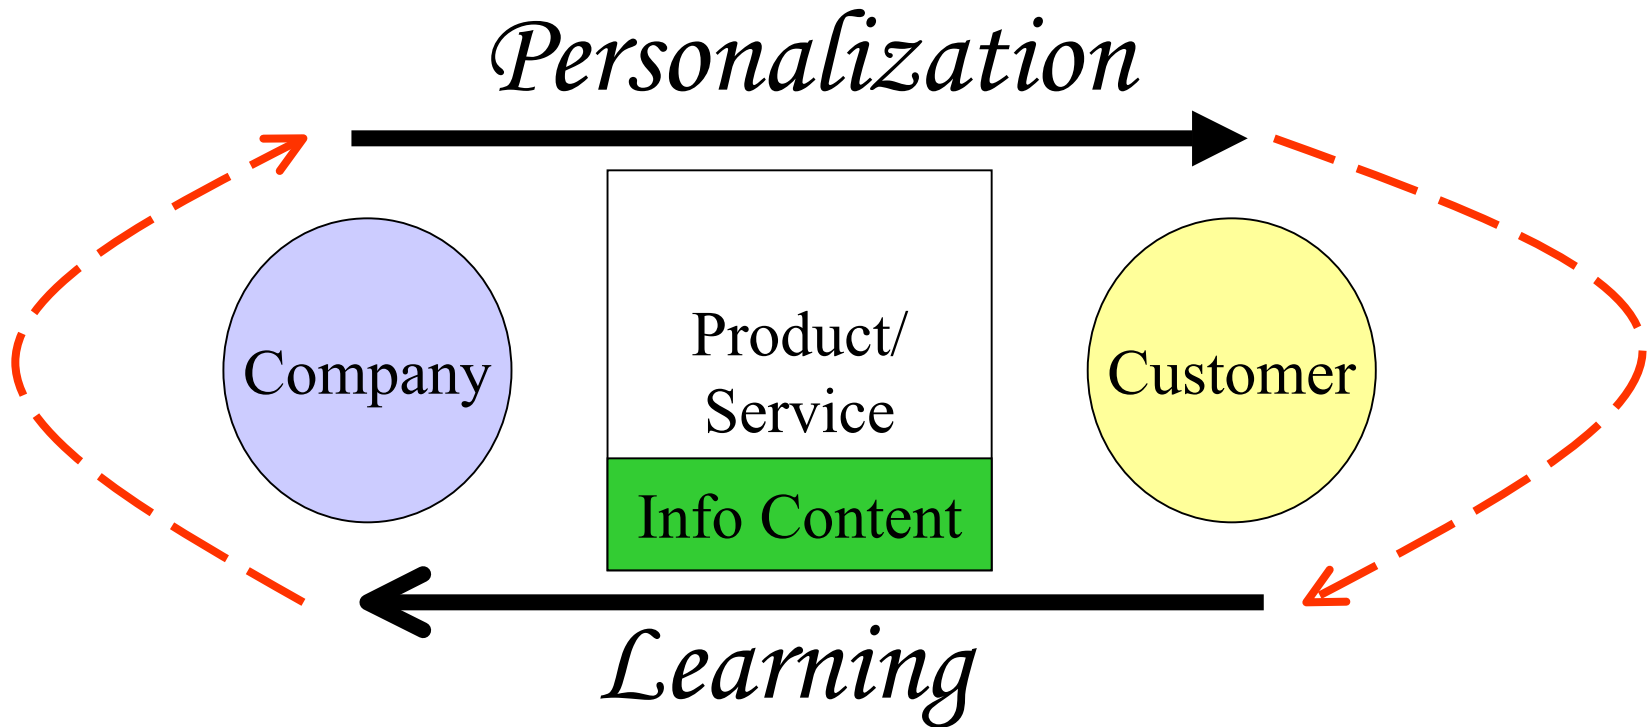 Personalization
Company
Product/
Service
Customer
Info Content
Learning